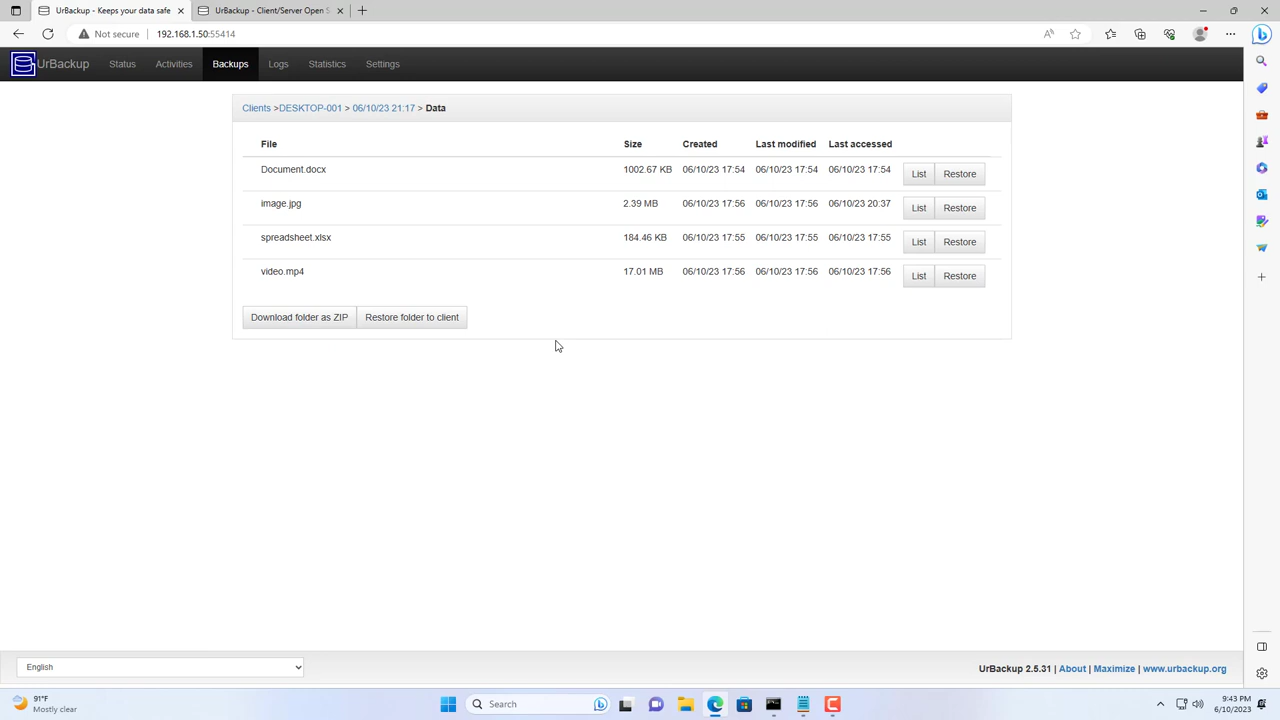 UrBackup - Keeps your data safe
UrBackup - Client/Server Open S
Not secure
192.168.1.50:55414
UrBackup Status Activities Backups Logs Statistics Settings
Clients >DESKTOP-001 > 06/10/23 21:17 > Data
File Size Created Last modified Last accessed
Document.docx 1002.67 KB 06/10/23 17:54 06/10/23 17:54 06/10/23 17:54 List Restore
image.jpg 2.39 MB 06/10/23 17:56 06/10/23 17:56 06/10/23 20:37 List Restore
spreadsheet.xlsx 184.46 KB 06/10/23 17:55 06/10/23 17:55 06/10/23 17:55 List Restore
video.mp4 17.01 MB 06/10/23 17:56 06/10/23 17:56 06/10/23 17:56 List Restore
Download folder as ZIP Restore folder to client
English
UrBackup 2.5.31 | About | Maximize | www.urbackup.org
91°F
Mostly clear
Search
9:43 PM
6/10/2023